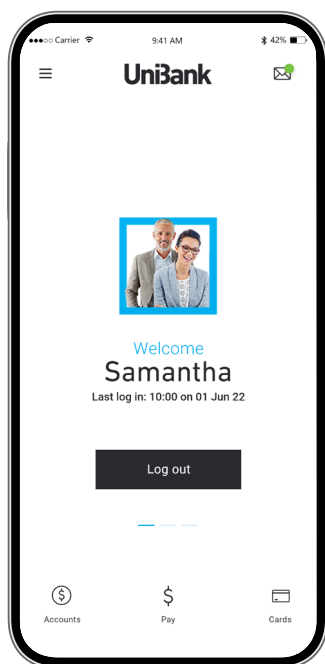 Carrier 9:41 AM 42%
UniBank
Welcome
Samantha
Last log in: 10:00 on 01 Jun 22
Log out
$ $
Accounts Pay Cards